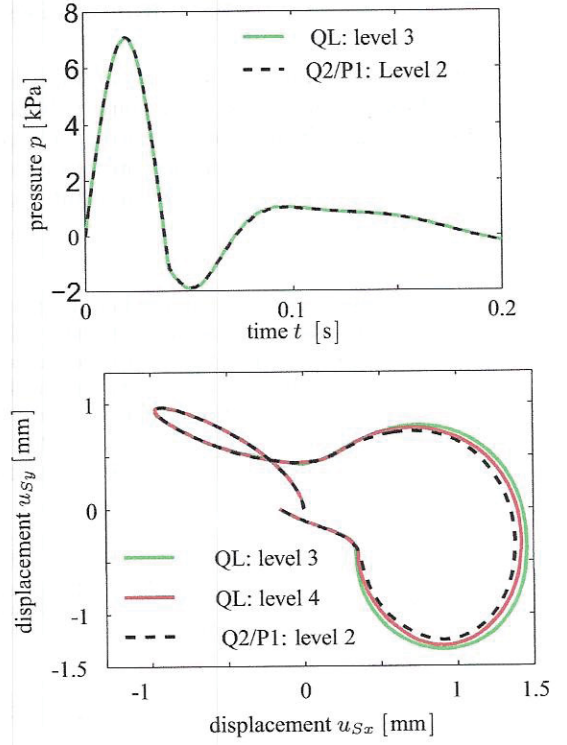 8
6
4
2
0
−2
pressure p [kPa]
QL: level 3
Q2/P1: Level 2
0
0.1
0.2
time t [s]
1
0
-1
-1.5
displacement uSy [mm]
QL: level 3
QL: level 4
Q2/P1: level 2
-1
0
1
1.5
displacement uSx [mm]